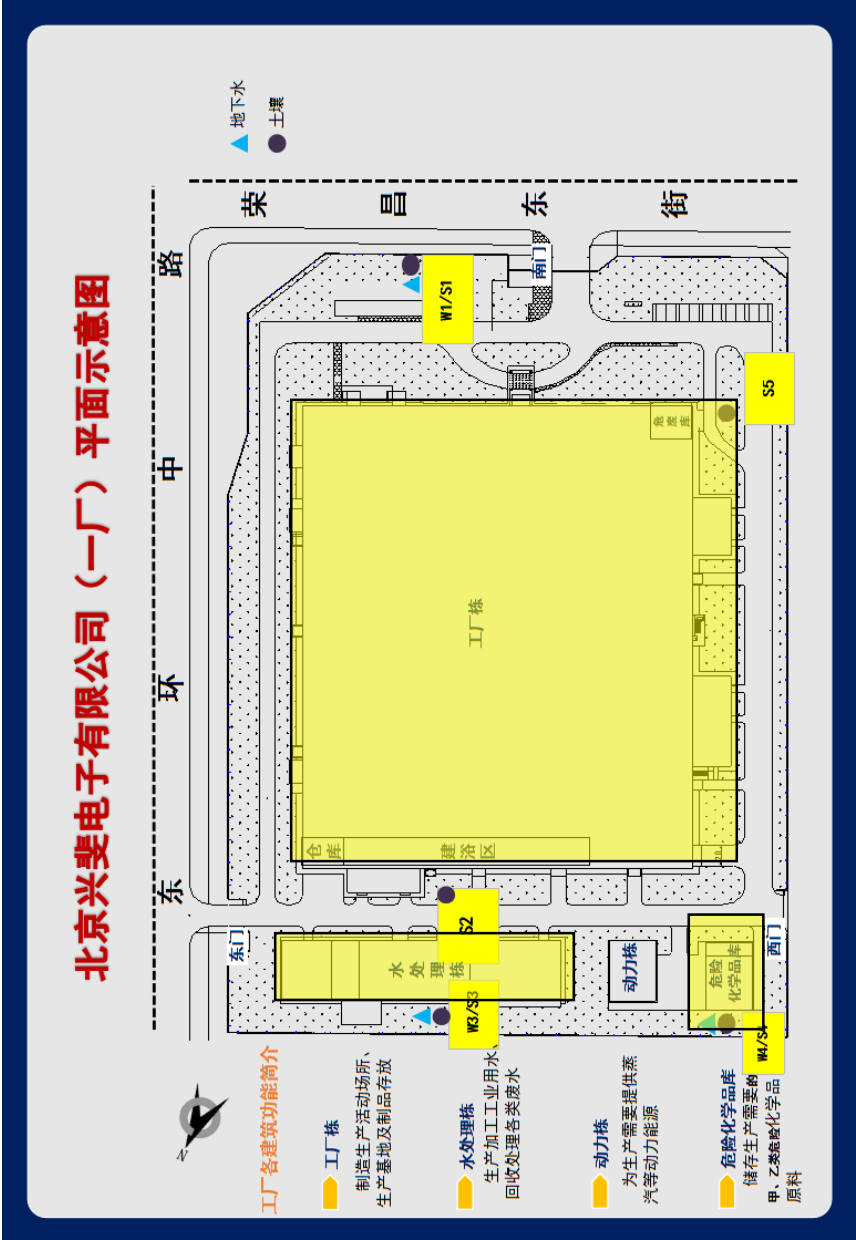 北京兴斐电子有限公司（一厂）平面示意图
东 环 中 路
荣 昌 东 街
地下水
土壤
东门
南门
西门
W1/S1
S5
S2
W3/S3
W4/S4
工厂栋
危废库
仓库
建浴区
水处理栋
动力栋
危险
化学品库
N
工厂各建筑功能简介
工厂栋
制造生产活动场所、
生产基地及制品存放
水处理栋
生产加工工业用水、
回收处理各类废水
动力栋
为生产需要提供蒸
汽等动力能源
危险化学品库
储存生产需要的
甲、乙类危险化学品
原料